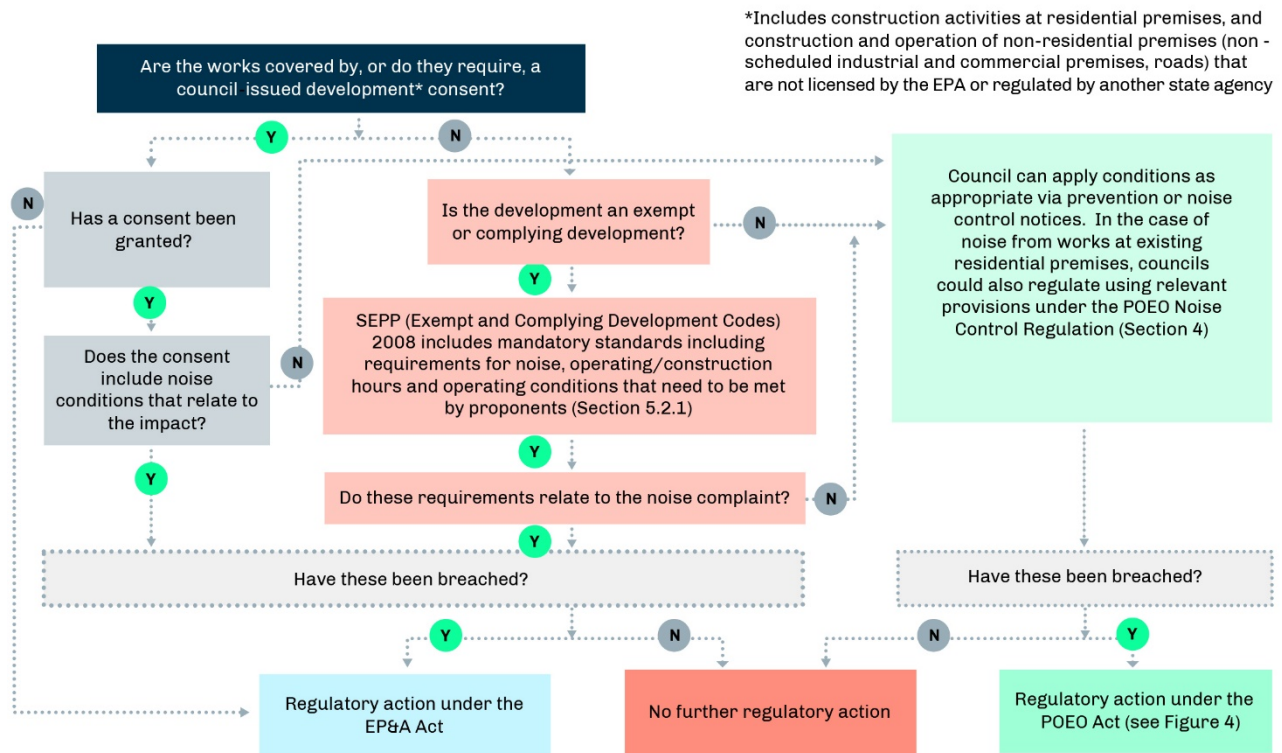 *Includes construction activities at residential premises, and
construction and operation of non-residential premises (non -
scheduled industrial and commercial premises, roads) that
are not licensed by the EPA or regulated by another state agency
Are the works covered by, or do they require, a
council-issued development* consent?
Y
N
N
Has a consent been
granted?
Is the development an exempt
or complying development?
N
Council can apply conditions as
appropriate via prevention or noise
control notices. In the case of
noise from works at existing
residential premises, councils
could also regulate using relevant
provisions under the POEO Noise
Control Regulation (Section 4)
Y
Y
SEPP (Exempt and Complying Development Codes)
2008 includes mandatory standards including
requirements for noise, operating/construction
hours and operating conditions that need to be met
by proponents (Section 5.2.1)
Does the consent
include noise
conditions that relate to
the impact?
N
Y
Y
Do these requirements relate to the noise complaint?
N
Y
Have these been breached?
Have these been breached?
Y
N
N
Y
Regulatory action under the
EP&A Act
No further regulatory action
Regulatory action under the
POEO Act (see Figure 4)